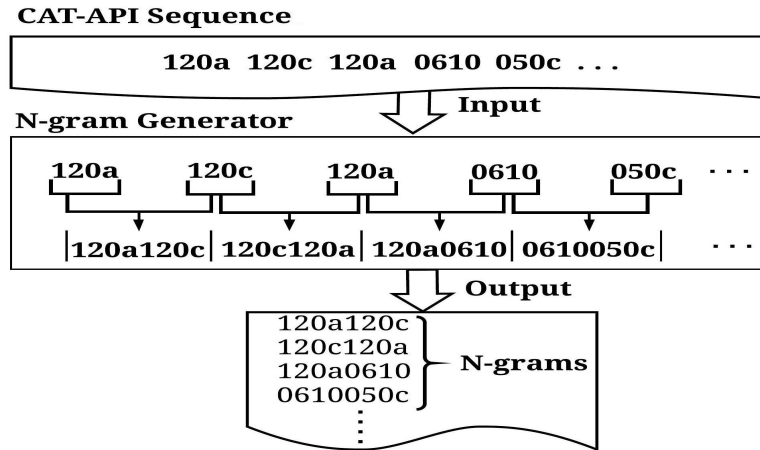 CAT-API Sequence
120a 120c 120a 0610 050c ...
Input
N-gram Generator
120a 120c 120a 0610 050c ...
|120a120c|120c120a|120a0610|0610050c| ...
Output
120a120c
120c120a
120a0610
0610050c
N-grams